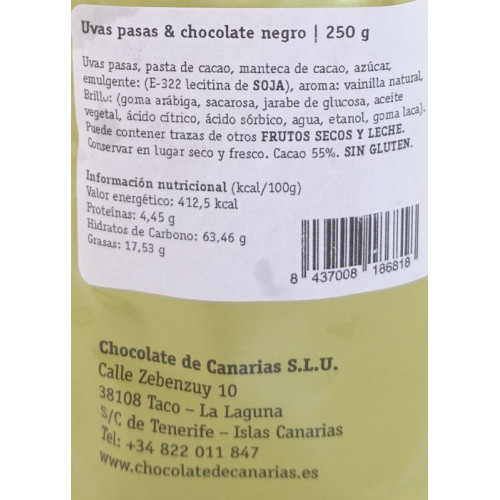 Uvas pasas & chocolate negro | 250 g
Uvas pasas, pasta de cacao, manteca de cacao, azúcar,
emulgente: (E-322 lecitina de SOJA), aroma: vainilla natural,
Brillo: (goma arábiga, sacarosa, jarabe de glucosa, aceite
vegetal, ácido cítrico, ácido sórbico, agua, etanol, goma laca).
Puede contener trazas de otros FRUTOS SECOS Y LECHE.
Conservar en lugar seco y fresco. Cacao 55%. SIN GLUTEN.
Información nutricional (kcal/100g)
Valor energético: 412,5 kcal
Proteínas: 4,45 g
Hidratos de Carbono: 63,46 g
Grasas: 17,53 g
8 437008 186818
Chocolate de Canarias S.L.U.
Calle Zebenzuy 10
38108 Taco – La Laguna
S/C de Tenerife – Islas Canarias
Tel: +34 822 011 847
www.chocolatedecanarias.es